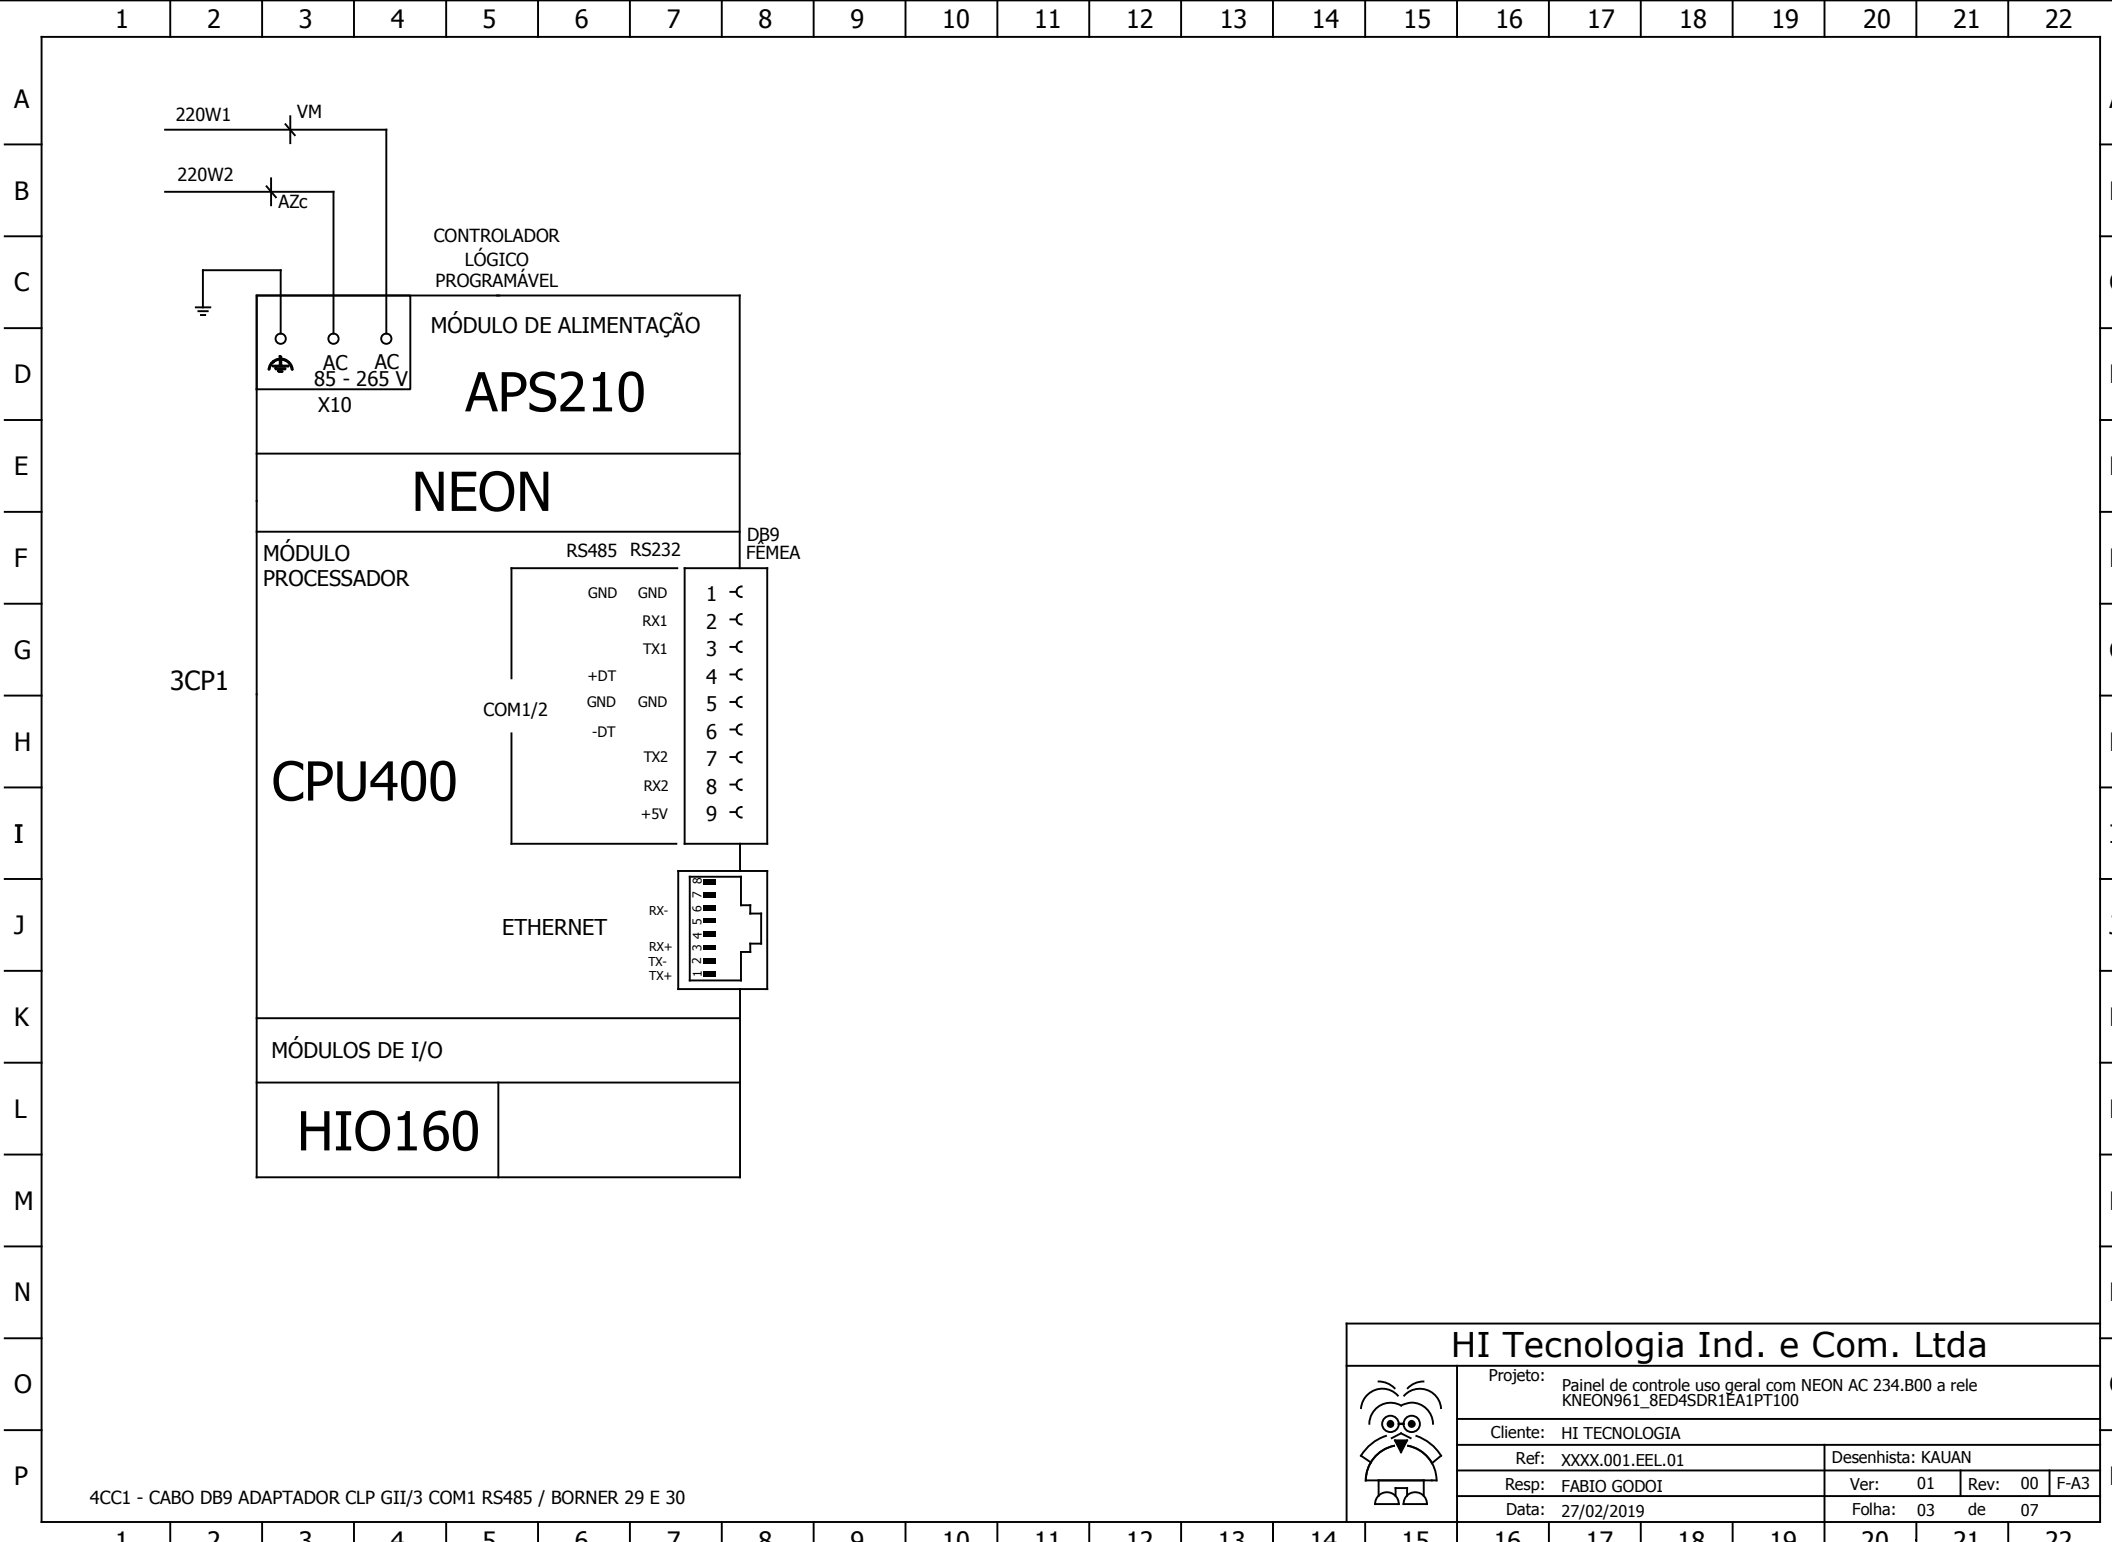 1 2 3 4 5 6 7 8 9 10 11 12 13 14 15 16 17 18 19 20 21 22
A
B
C
D
E
F
G
H
I
J
K
L
M
N
O
P
220W1
VM
220W2
AZc
CONTROLADOR
LÓGICO
PROGRAMÁVEL
MÓDULO DE ALIMENTAÇÃO
AC AC
85 - 265 V
X10
APS210
NEON
MÓDULO
PROCESSADOR
RS485 RS232
DB9
FÊMEA
GND GND 1
RX1 2
TX1 3
+DT 4
GND GND 5
-DT 6
TX2 7
RX2 8
+5V 9
COM1/2
3CP1
CPU400
ETHERNET
RX-
RX+
TX-
TX+
1 2 3 4 5 6 7 8
MÓDULOS DE I/O
HIO160
4CC1 - CABO DB9 ADAPTADOR CLP GII/3 COM1 RS485 / BORNER 29 E 30
HI Tecnologia Ind. e Com. Ltda
Projeto: Painel de controle uso geral com NEON AC 234.B00 a rele
KNEON961_8ED4SDR1EA1PT100
Cliente: HI TECNOLOGIA
Ref: XXXX.001.EEL.01 Desenhista: KAUAN
Resp: FABIO GODOI Ver: 01 Rev: 00 F-A3
Data: 27/02/2019 Folha: 03 de 07
1 2 3 4 5 6 7 8 9 10 11 12 13 14 15 16 17 18 19 20 21 22